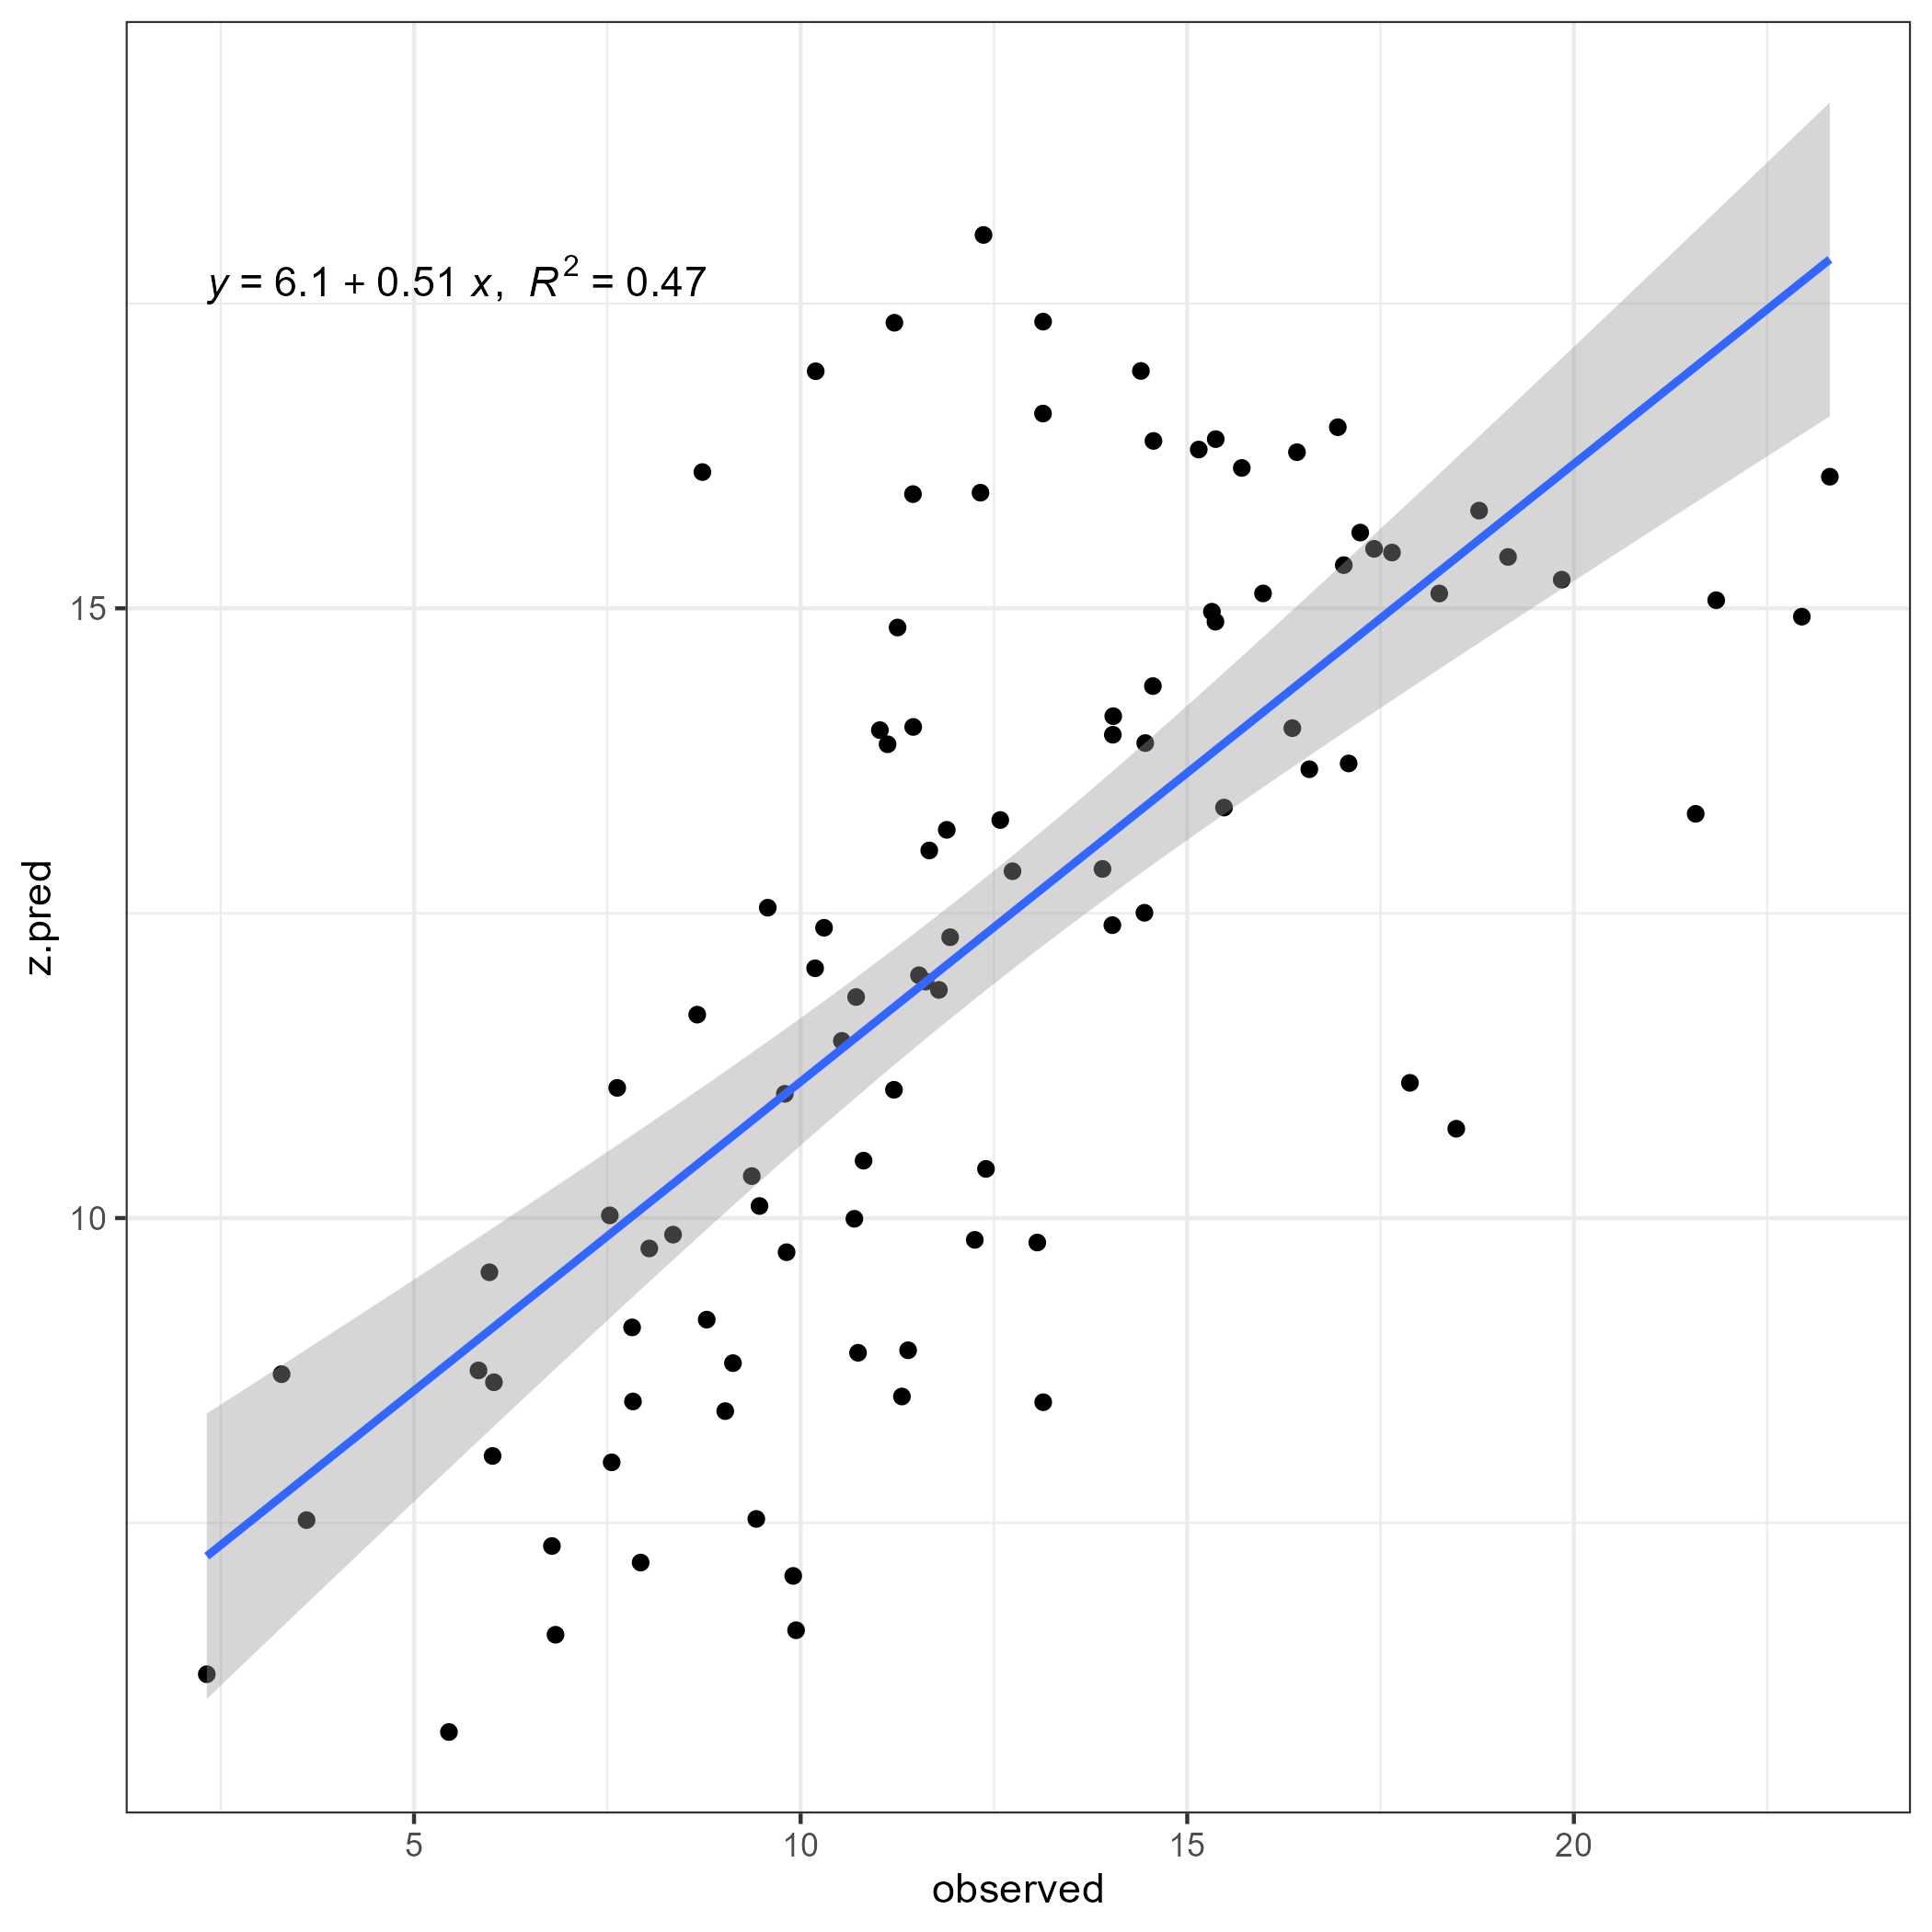 y = 6.1 + 0.51 x, R² = 0.47
15
10
z.pred
5 10 15 20
observed